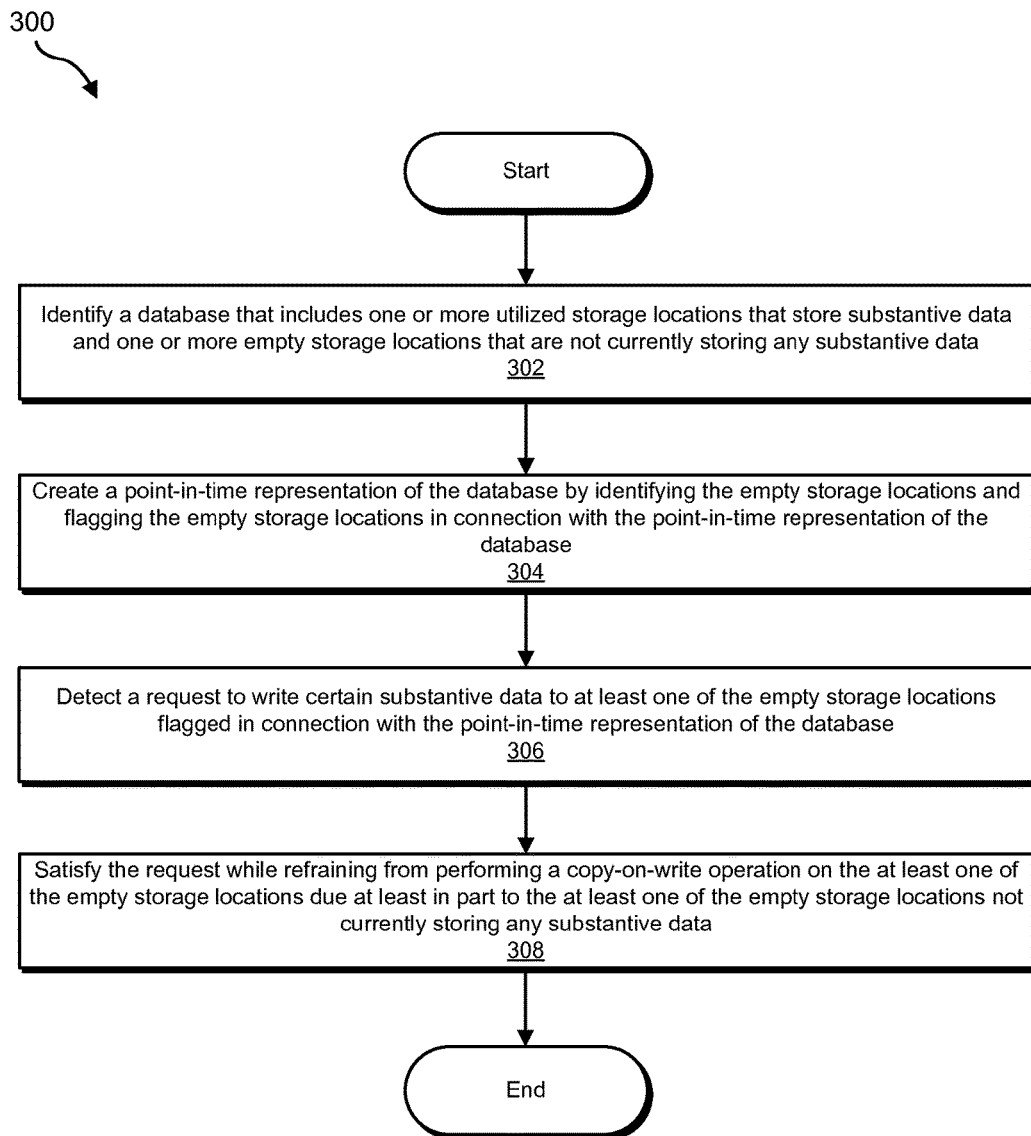 300
Start
Identify a database that includes one or more utilized storage locations that store substantive data
and one or more empty storage locations that are not currently storing any substantive data
302
Create a point-in-time representation of the database by identifying the empty storage locations and
flagging the empty storage locations in connection with the point-in-time representation of the
database
304
Detect a request to write certain substantive data to at least one of the empty storage locations
flagged in connection with the point-in-time representation of the database
306
Satisfy the request while refraining from performing a copy-on-write operation on the at least one of
the empty storage locations due at least in part to the at least one of the empty storage locations not
currently storing any substantive data
308
End